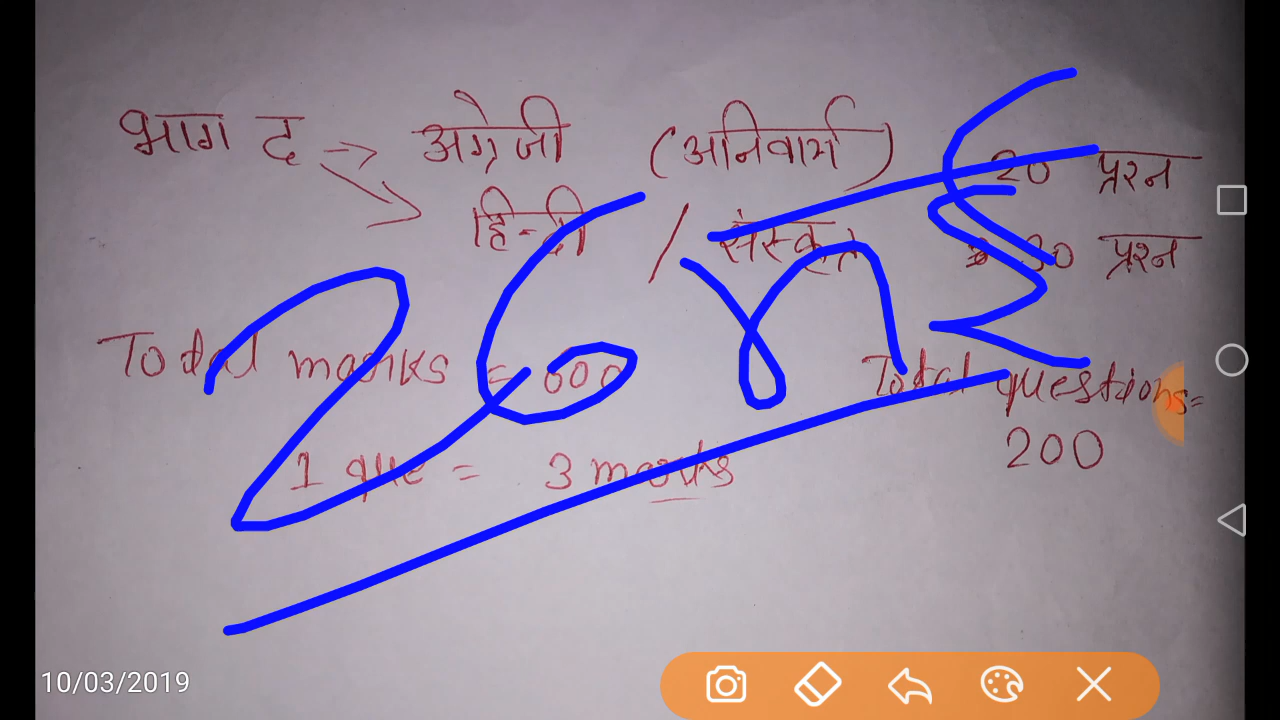 भाग द → अग्रेजी (अनिवार्य) 20 प्रश्न
हिन्दी / संस्कृत 30 प्रश्न
Total marks = 600 Total questions=
200
1 que = 3 marks
26
10/03/2019